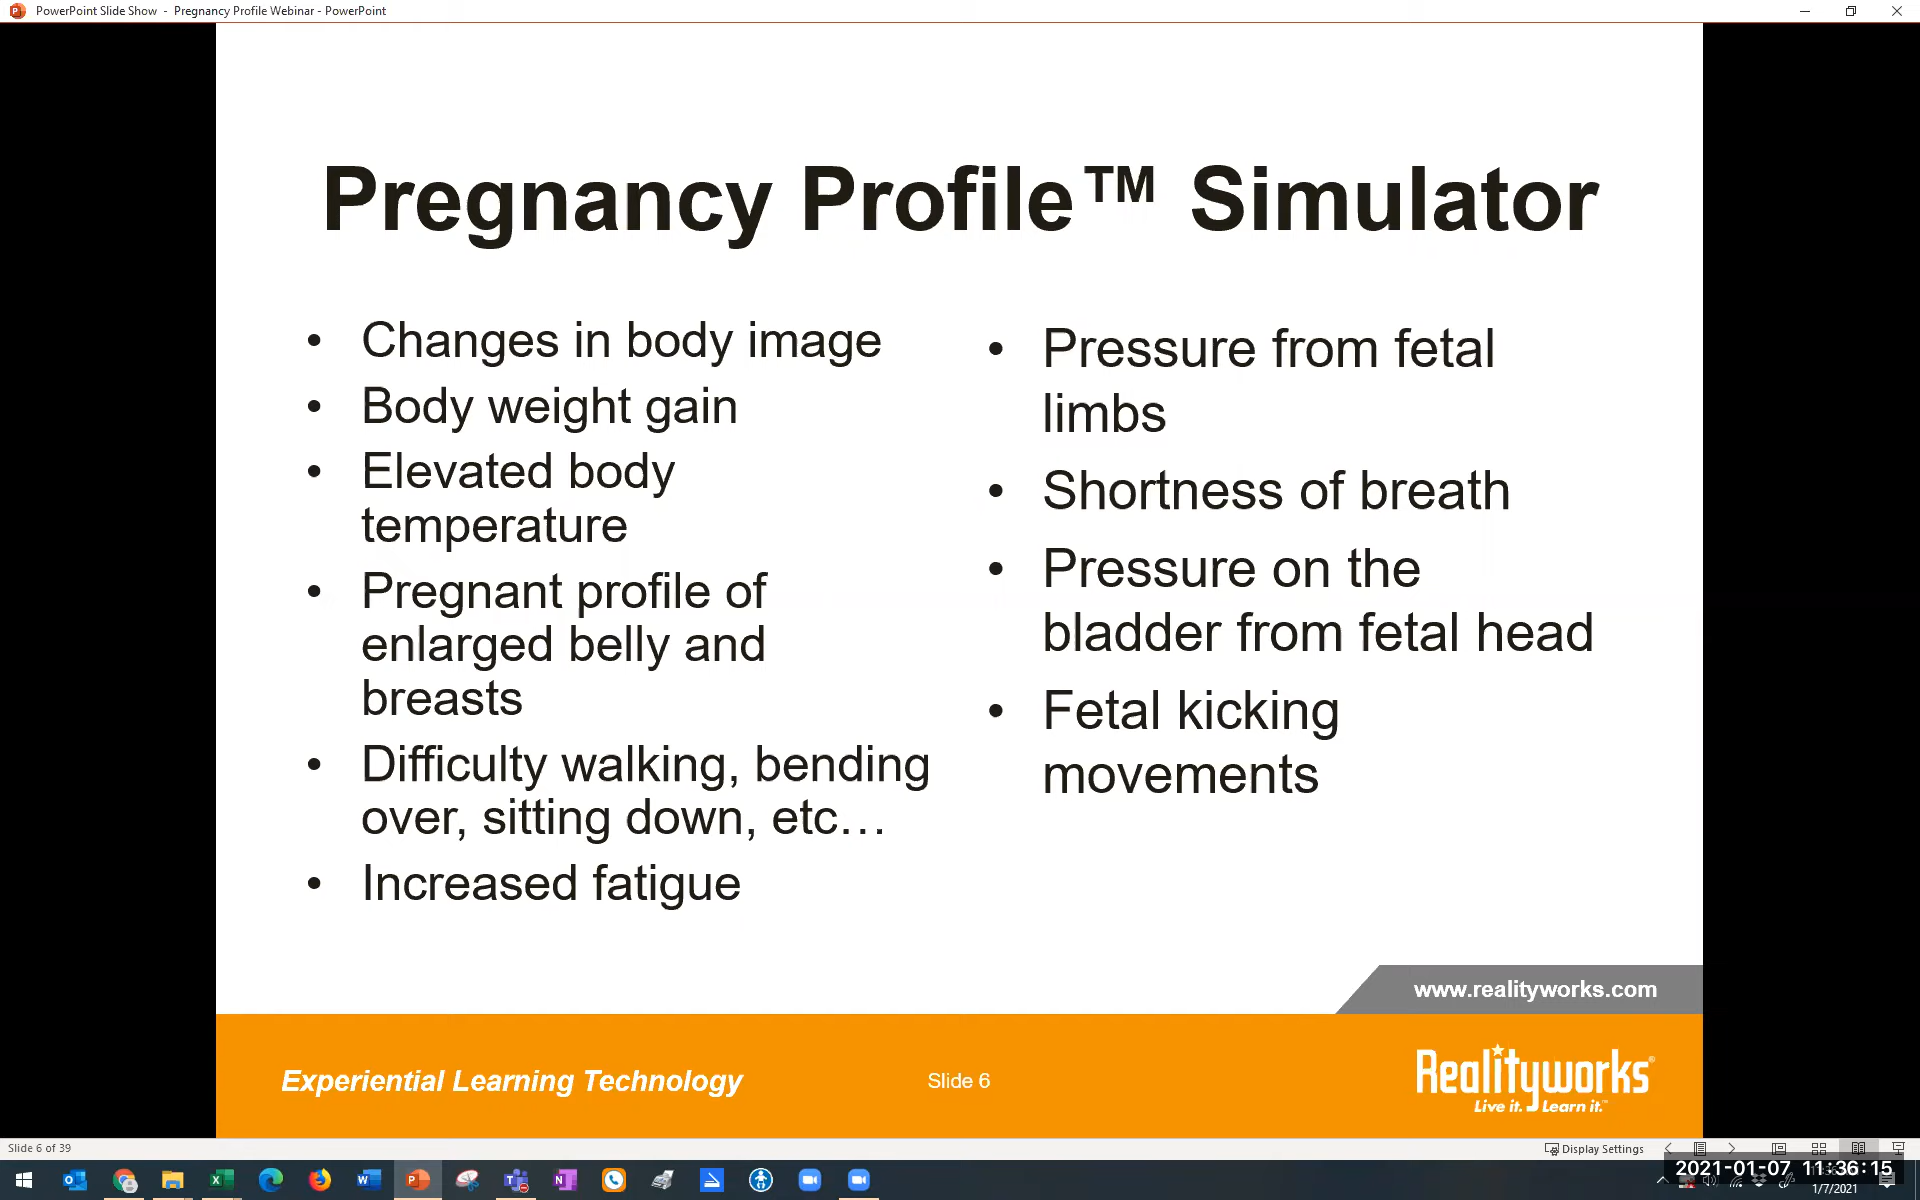 PowerPoint Slide Show - Pregnancy Profile Webinar - PowerPoint
Pregnancy Profile™ Simulator
• Changes in body image
• Body weight gain
• Elevated body
temperature
• Pregnant profile of
enlarged belly and
breasts
• Difficulty walking, bending
over, sitting down, etc…
• Increased fatigue
• Pressure from fetal
limbs
• Shortness of breath
• Pressure on the
bladder from fetal head
• Fetal kicking
movements
www.realityworks.com
Experiential Learning Technology
Slide 6
Realityworks®
Live it. Learn it.™
Slide 6 of 39
Display Settings
2021-01-07 11:36:15
1/7/2021